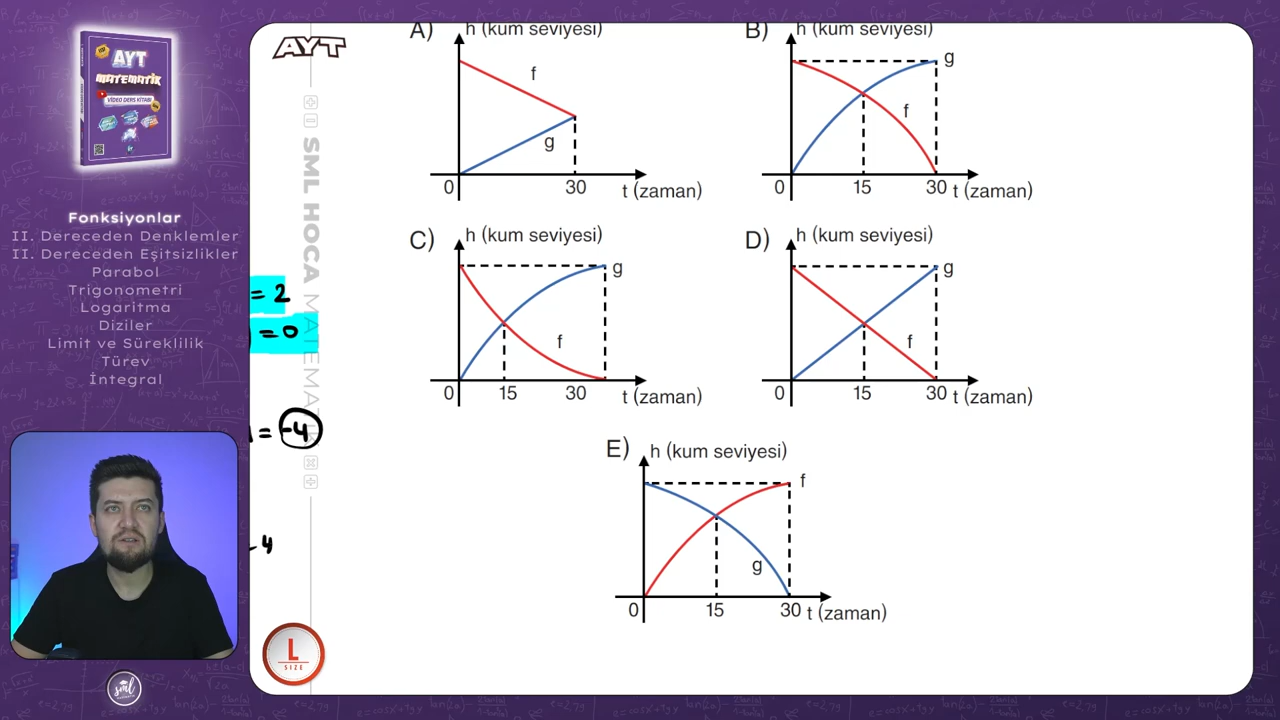 AYT
MATEMATİK
VİDEO DERS KİTABI
Fonksiyonlar
II. Dereceden Denklemler
II. Dereceden Eşitsizlikler
Parabol
Trigonometri
Logaritma
Diziler
Limit ve Süreklilik
Türev
İntegral
sml
AYT
SML HOCA MATEMATİK
= 2
) = 0
= -4
- 4
L
SIZE
A) h (kum seviyesi)
f
g
0 30 t (zaman)
B) h (kum seviyesi)
g
f
0 15 30 t (zaman)
C) h (kum seviyesi)
g
f
0 15 30 t (zaman)
D) h (kum seviyesi)
g
f
0 15 30 t (zaman)
E) h (kum seviyesi)
f
g
0 15 30 t (zaman)